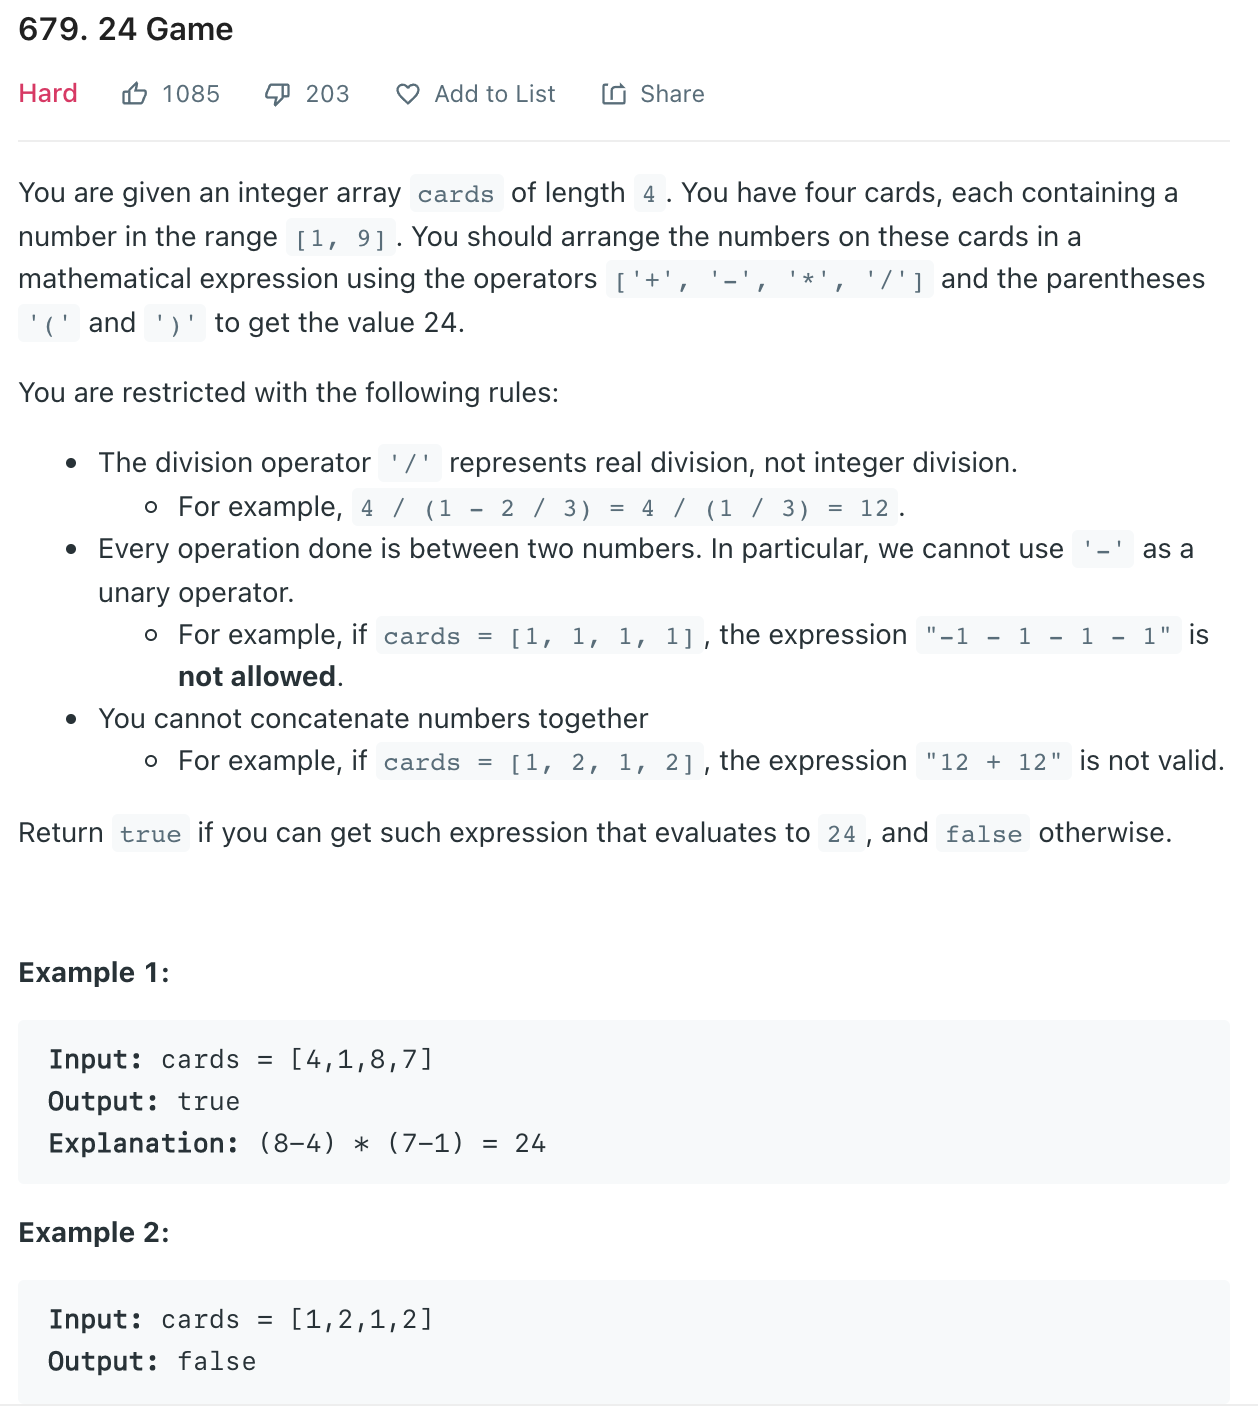 679. 24 Game
Hard 1085 203 Add to List Share
You are given an integer array cards of length 4. You have four cards, each containing a
number in the range [1, 9]. You should arrange the numbers on these cards in a
mathematical expression using the operators ['+', '-', '*', '/'] and the parentheses
'(' and ')' to get the value 24.
You are restricted with the following rules:
• The division operator '/' represents real division, not integer division.
○ For example, 4 / (1 - 2 / 3) = 4 / (1 / 3) = 12.
• Every operation done is between two numbers. In particular, we cannot use '-' as a
unary operator.
○ For example, if cards = [1, 1, 1, 1], the expression "-1 - 1 - 1 - 1" is
not allowed.
• You cannot concatenate numbers together
○ For example, if cards = [1, 2, 1, 2], the expression "12 + 12" is not valid.
Return true if you can get such expression that evaluates to 24, and false otherwise.
Example 1:
Input: cards = [4,1,8,7]
Output: true
Explanation: (8-4) * (7-1) = 24
Example 2:
Input: cards = [1,2,1,2]
Output: false